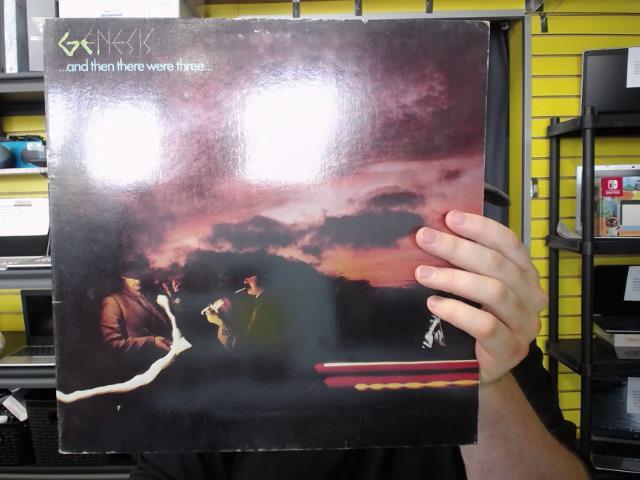 GENESIS
...and then there were three...